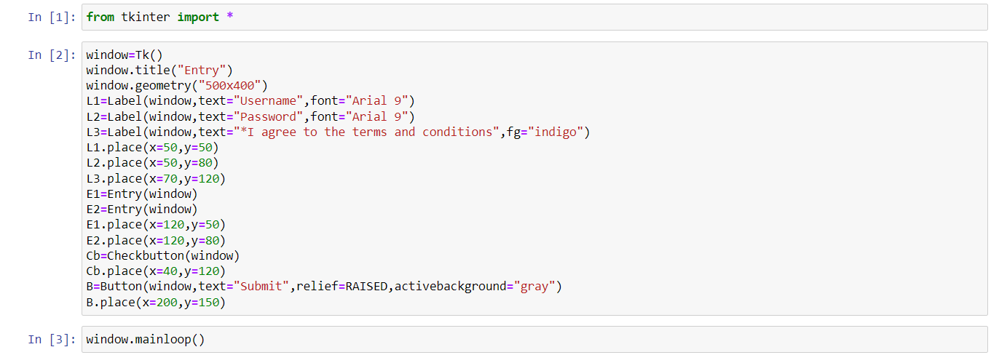 In [1]: from tkinter import *
In [2]: window=Tk()
window.title("Entry")
window.geometry("500x400")
L1=Label(window,text="Username",font="Arial 9")
L2=Label(window,text="Password",font="Arial 9")
L3=Label(window,text="*I agree to the terms and conditions",fg="indigo")
L1.place(x=50,y=50)
L2.place(x=50,y=80)
L3.place(x=70,y=120)
E1=Entry(window)
E2=Entry(window)
E1.place(x=120,y=50)
E2.place(x=120,y=80)
Cb=Checkbutton(window)
Cb.place(x=40,y=120)
B=Button(window,text="Submit",relief=RAISED,activebackground="gray")
B.place(x=200,y=150)
In [3]: window.mainloop()